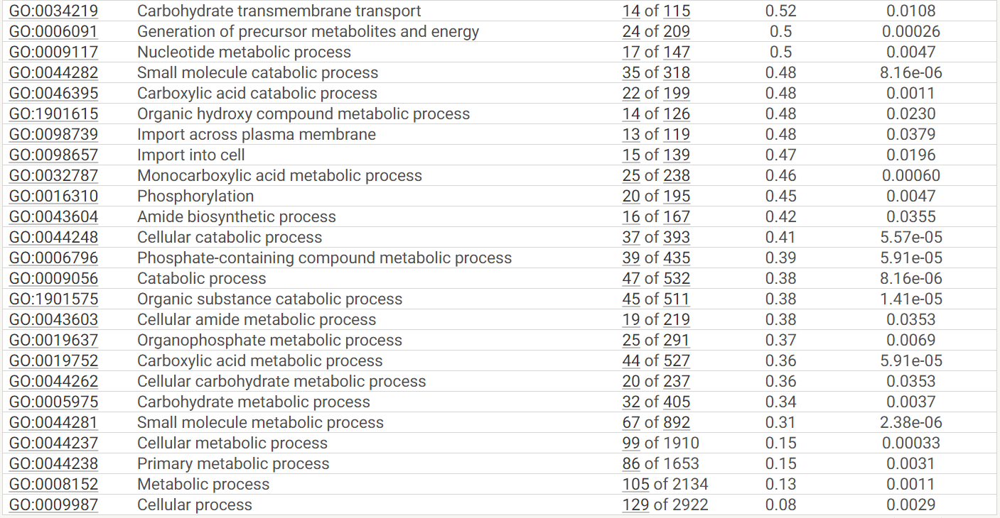 GO:0034219 Carbohydrate transmembrane transport 14 of 115 0.52 0.0108
GO:0006091 Generation of precursor metabolites and energy 24 of 209 0.5 0.00026
GO:0009117 Nucleotide metabolic process 17 of 147 0.5 0.0047
GO:0044282 Small molecule catabolic process 35 of 318 0.48 8.16e-06
GO:0046395 Carboxylic acid catabolic process 22 of 199 0.48 0.0011
GO:1901615 Organic hydroxy compound metabolic process 14 of 126 0.48 0.0230
GO:0098739 Import across plasma membrane 13 of 119 0.48 0.0379
GO:0098657 Import into cell 15 of 139 0.47 0.0196
GO:0032787 Monocarboxylic acid metabolic process 25 of 238 0.46 0.00060
GO:0016310 Phosphorylation 20 of 195 0.45 0.0047
GO:0043604 Amide biosynthetic process 16 of 167 0.42 0.0355
GO:0044248 Cellular catabolic process 37 of 393 0.41 5.57e-05
GO:0006796 Phosphate-containing compound metabolic process 39 of 435 0.39 5.91e-05
GO:0009056 Catabolic process 47 of 532 0.38 8.16e-06
GO:1901575 Organic substance catabolic process 45 of 511 0.38 1.41e-05
GO:0043603 Cellular amide metabolic process 19 of 219 0.38 0.0353
GO:0019637 Organophosphate metabolic process 25 of 291 0.37 0.0069
GO:0019752 Carboxylic acid metabolic process 44 of 527 0.36 5.91e-05
GO:0044262 Cellular carbohydrate metabolic process 20 of 237 0.36 0.0353
GO:0005975 Carbohydrate metabolic process 32 of 405 0.34 0.0037
GO:0044281 Small molecule metabolic process 67 of 892 0.31 2.38e-06
GO:0044237 Cellular metabolic process 99 of 1910 0.15 0.00033
GO:0044238 Primary metabolic process 86 of 1653 0.15 0.0031
GO:0008152 Metabolic process 105 of 2134 0.13 0.0011
GO:0009987 Cellular process 129 of 2922 0.08 0.0029